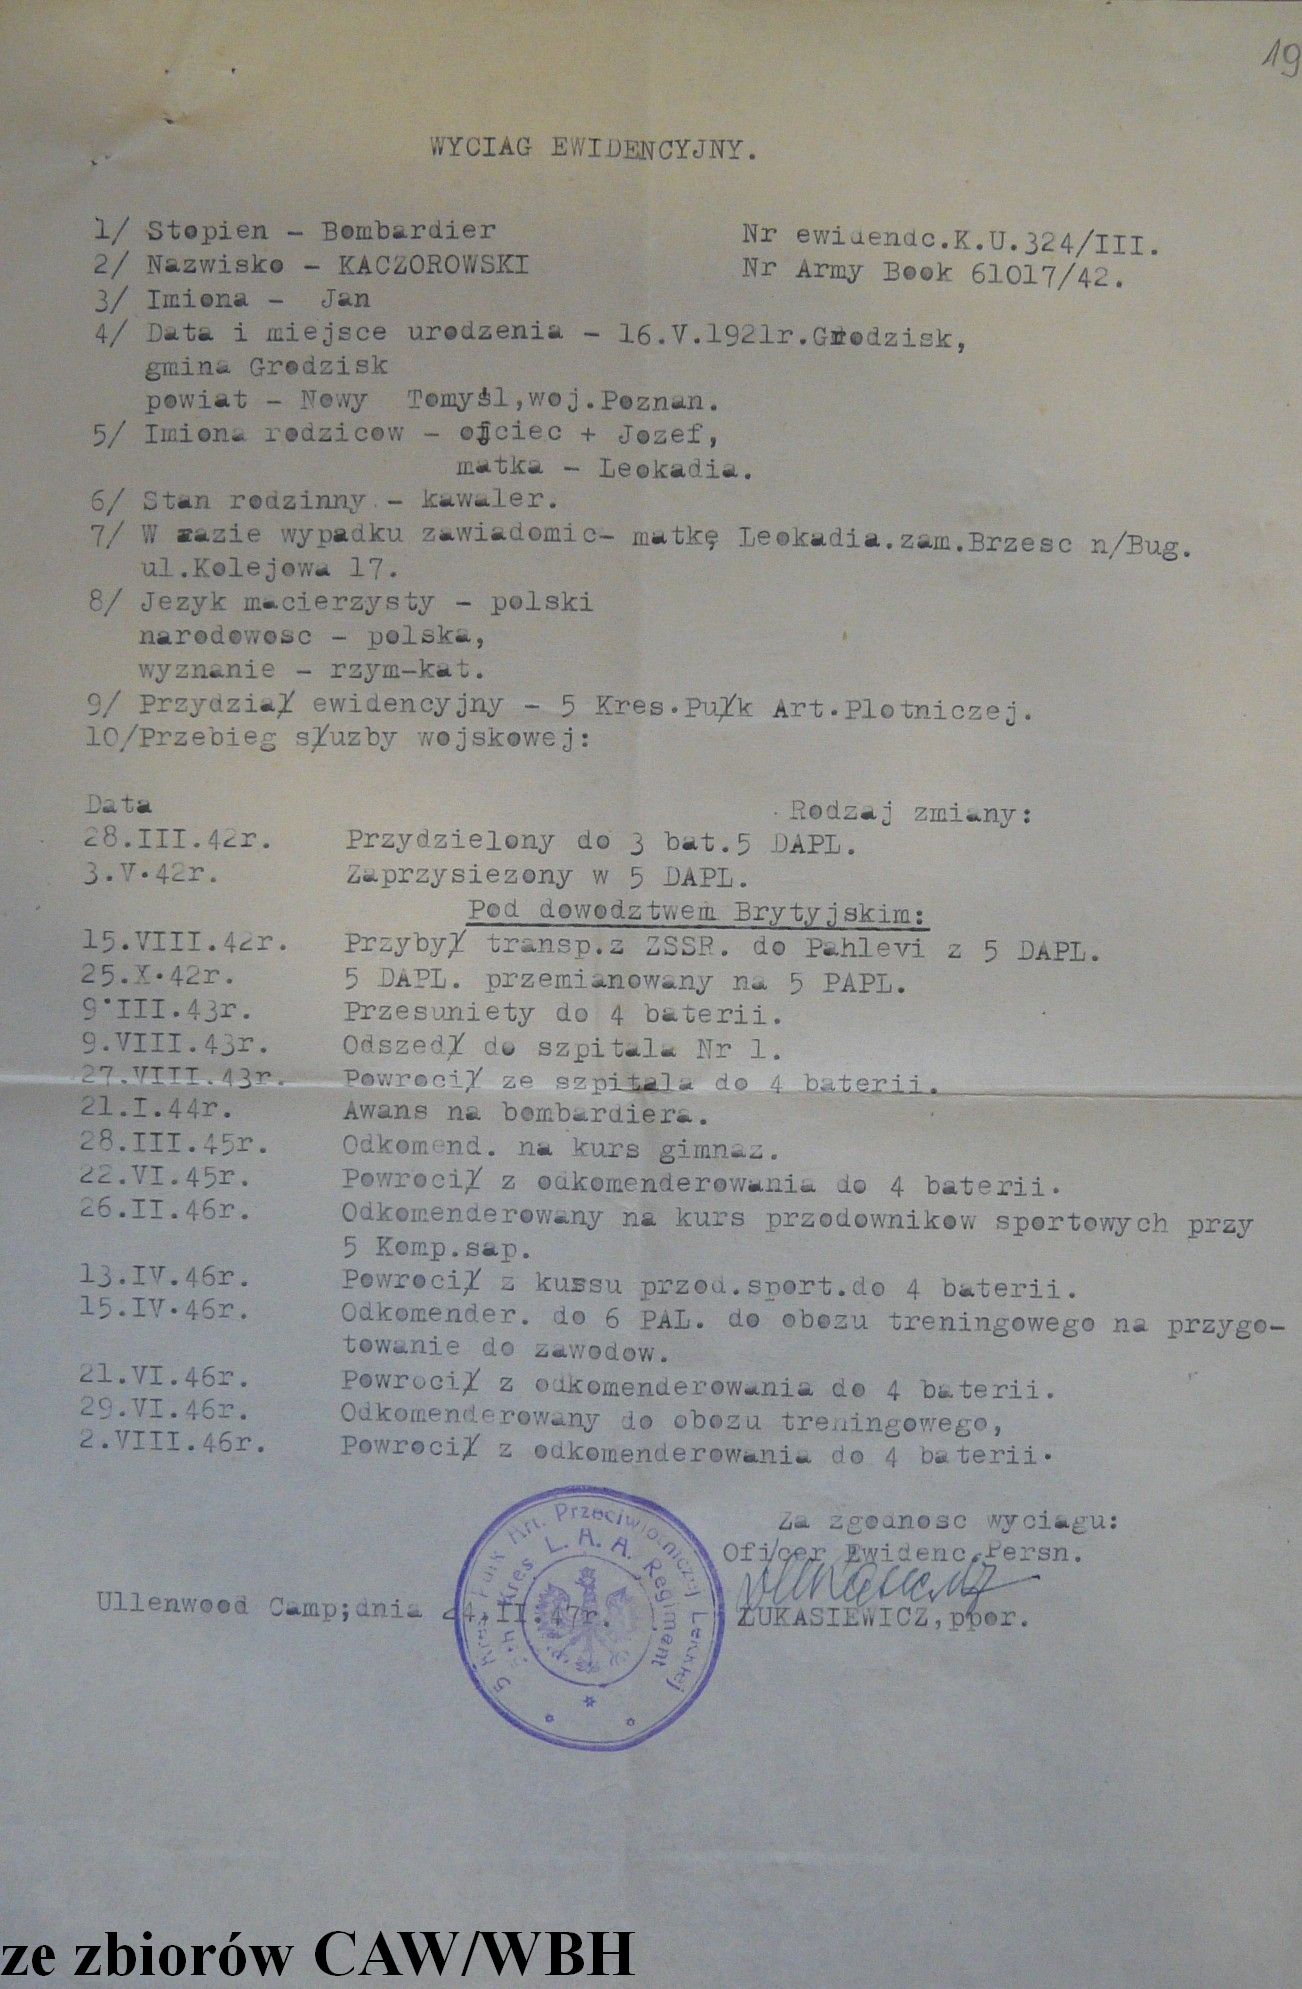 19
WYCIAG EWIDENCYJNY.
1/ Stopien - Bombardier Nr ewidendc.K.U.324/III.
2/ Nazwisko - KACZOROWSKI Nr Army Book 61017/42.
3/ Imiona - Jan
4/ Data i miejsce urodzenia - 16.V.1921r.Grodzisk,
gmina Grodzisk
powiat - Nowy Tomyśl,woj.Poznan.
5/ Imiona rodzicow - ojciec + Jozef,
matka - Leokadia.
6/ Stan rodzinny - kawaler.
7/ W razie wypadku zawiadomic- matkę Leokadia.zam.Brzesc n/Bug.
ul.Kolejowa 17.
8/ Jezyk macierzysty - polski
narodowosc - polska,
wyznanie - rzym-kat.
9/ Przydział ewidencyjny - 5 Kres.Pułk Art.Plotniczej.
10/Przebieg służby wojskowej:
Data Rodzaj zmiany:
28.III.42r. Przydzielony do 3 bat.5 DAPL.
3.V.42r. Zaprzysiezony w 5 DAPL.
Pod dowodztwem Brytyjskim:
15.VIII.42r. Przybył transp.z ZSSR. do Pahlevi z 5 DAPL.
25.X.42r. 5 DAPL. przemianowany na 5 PAPL.
9.III.43r. Przesuniety do 4 baterii.
9.VIII.43r. Odszedł do szpitala Nr 1.
27.VIII.43r. Powrocił ze szpitala do 4 baterii.
21.I.44r. Awans na bombardiera.
28.III.45r. Odkomend. na kurs gimnaz.
22.VI.45r. Powrocił z odkomenderowania do 4 baterii.
26.II.46r. Odkomenderowany na kurs przodownikow sportowych przy
5 Komp.sap.
13.IV.46r. Powrocił z kussu przod.sport.do 4 baterii.
15.IV.46r. Odkomender. do 6 PAL. do obozu treningowego na przygo-
towanie do zawodow.
21.VI.46r. Powrocił z odkomenderowania do 4 baterii.
29.VI.46r. Odkomenderowany do obozu treningowego,
2.VIII.46r. Powrocił z odkomenderowania do 4 baterii.
Za zgodnosc wyciagu:
Oficer Ewidenc.Persn.
Ullenwood Camp;dnia 24.II.47r. ŁUKASIEWICZ,ppor.
5 Kres. Pułk Art. Przeciwlotniczej Lekkiej
5th Kres L.A.A. Regiment
ze zbiorów CAW/WBH